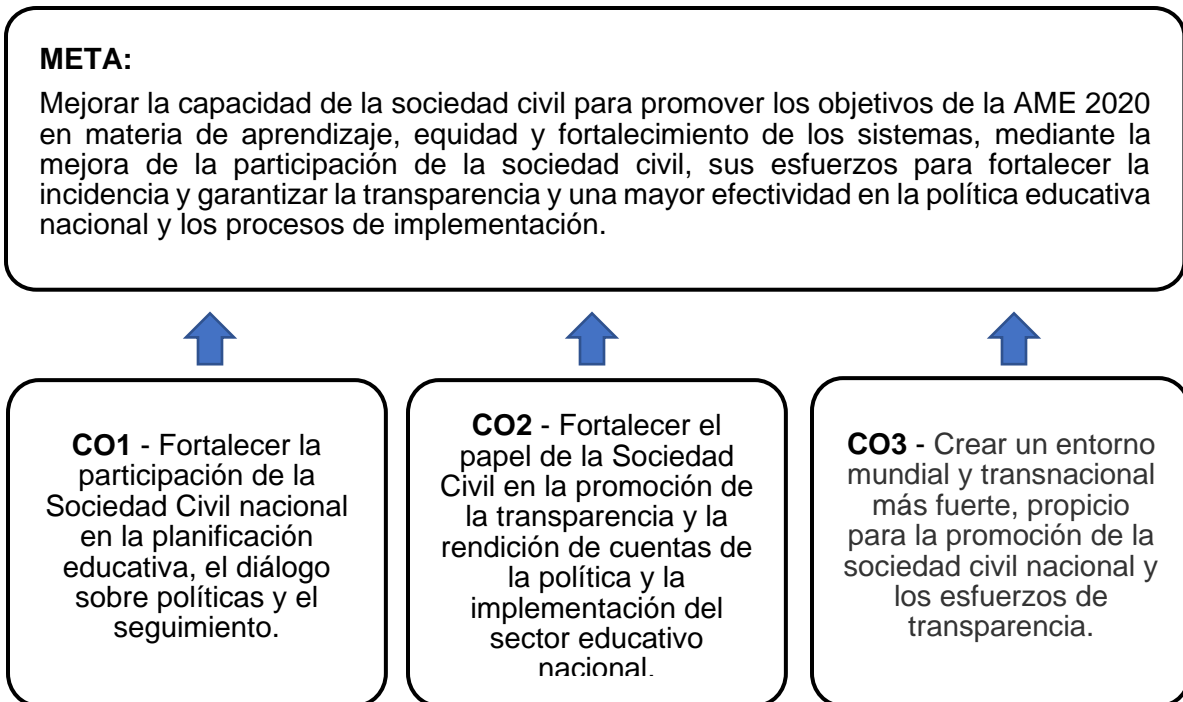 META:
Mejorar la capacidad de la sociedad civil para promover los objetivos de la AME 2020
en materia de aprendizaje, equidad y fortalecimiento de los sistemas, mediante la
mejora de la participación de la sociedad civil, sus esfuerzos para fortalecer la
incidencia y garantizar la transparencia y una mayor efectividad en la política educativa
nacional y los procesos de implementación.
CO1 - Fortalecer la
participación de la
Sociedad Civil nacional
en la planificación
educativa, el diálogo
sobre políticas y el
seguimiento.
CO2 - Fortalecer el
papel de la Sociedad
Civil en la promoción de
la transparencia y la
rendición de cuentas de
la política y la
implementación del
sector educativo
nacional.
CO3 - Crear un entorno
mundial y transnacional
más fuerte, propicio
para la promoción de la
sociedad civil nacional y
los esfuerzos de
transparencia.